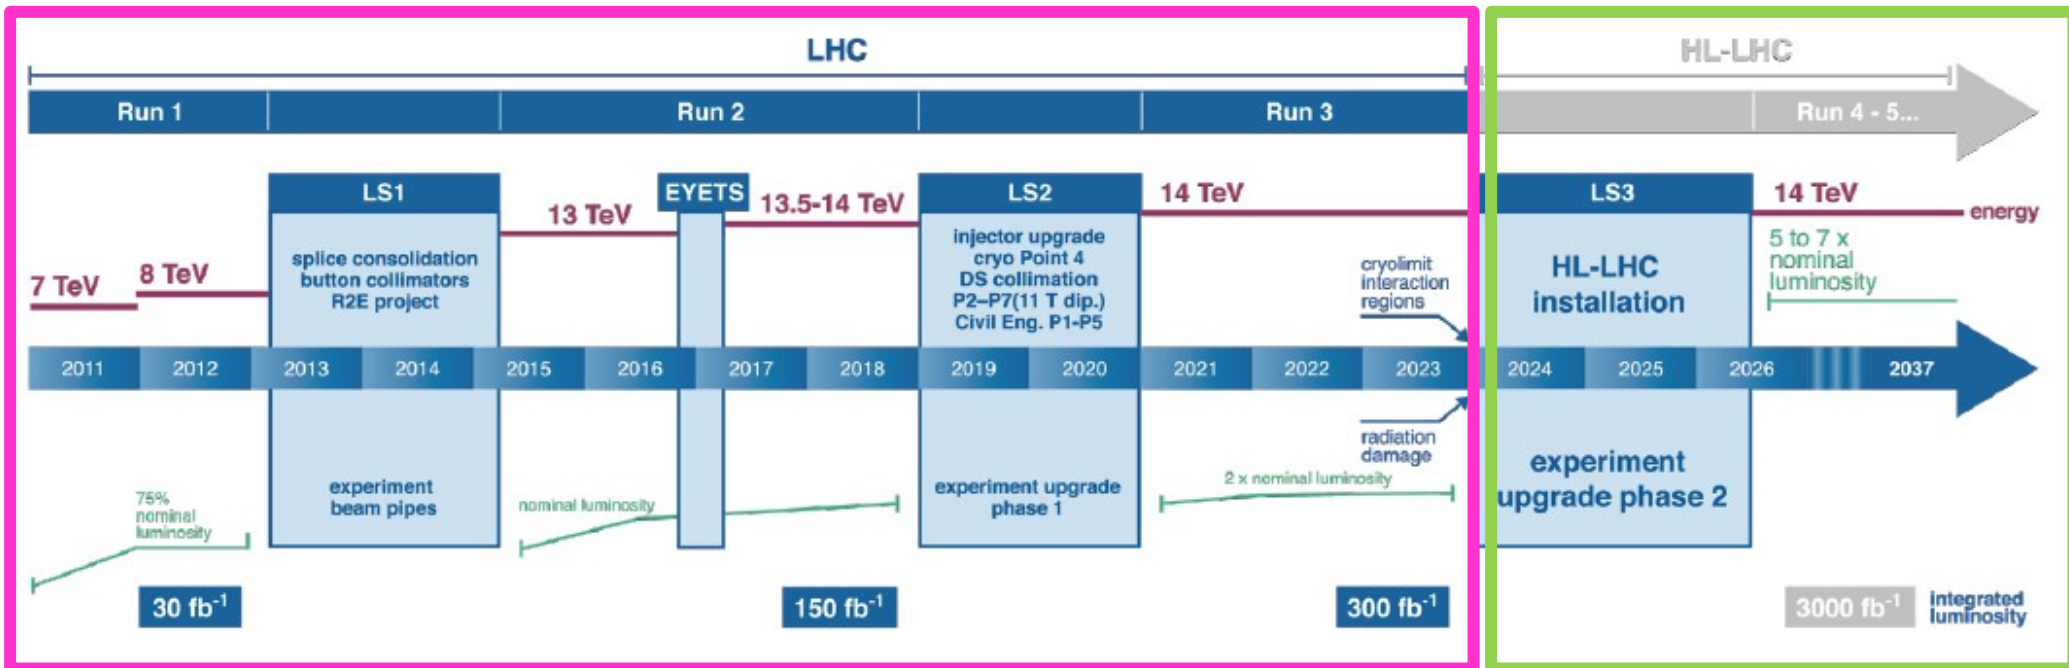 LHC
HL-LHC
Run 1
Run 2
Run 3
Run 4 - 5...
LS1
EYETS
LS2
LS3
7 TeV
8 TeV
13 TeV
13.5-14 TeV
14 TeV
14 TeV
energy
splice consolidation
button collimators
R2E project
injector upgrade
cryo Point 4
DS collimation
P2–P7(11 T dip.)
Civil Eng. P1-P5
cryolimit
interaction
regions
HL-LHC
installation
5 to 7 x
nominal
luminosity
2011
2012
2013
2014
2015
2016
2017
2018
2019
2020
2021
2022
2023
2024
2025
2026
2037
75%
nominal
luminosity
experiment
beam pipes
nominal luminosity
experiment upgrade
phase 1
2 x nominal luminosity
radiation
damage
experiment
upgrade phase 2
30 fb⁻¹
150 fb⁻¹
300 fb⁻¹
3000 fb⁻¹
integrated
luminosity